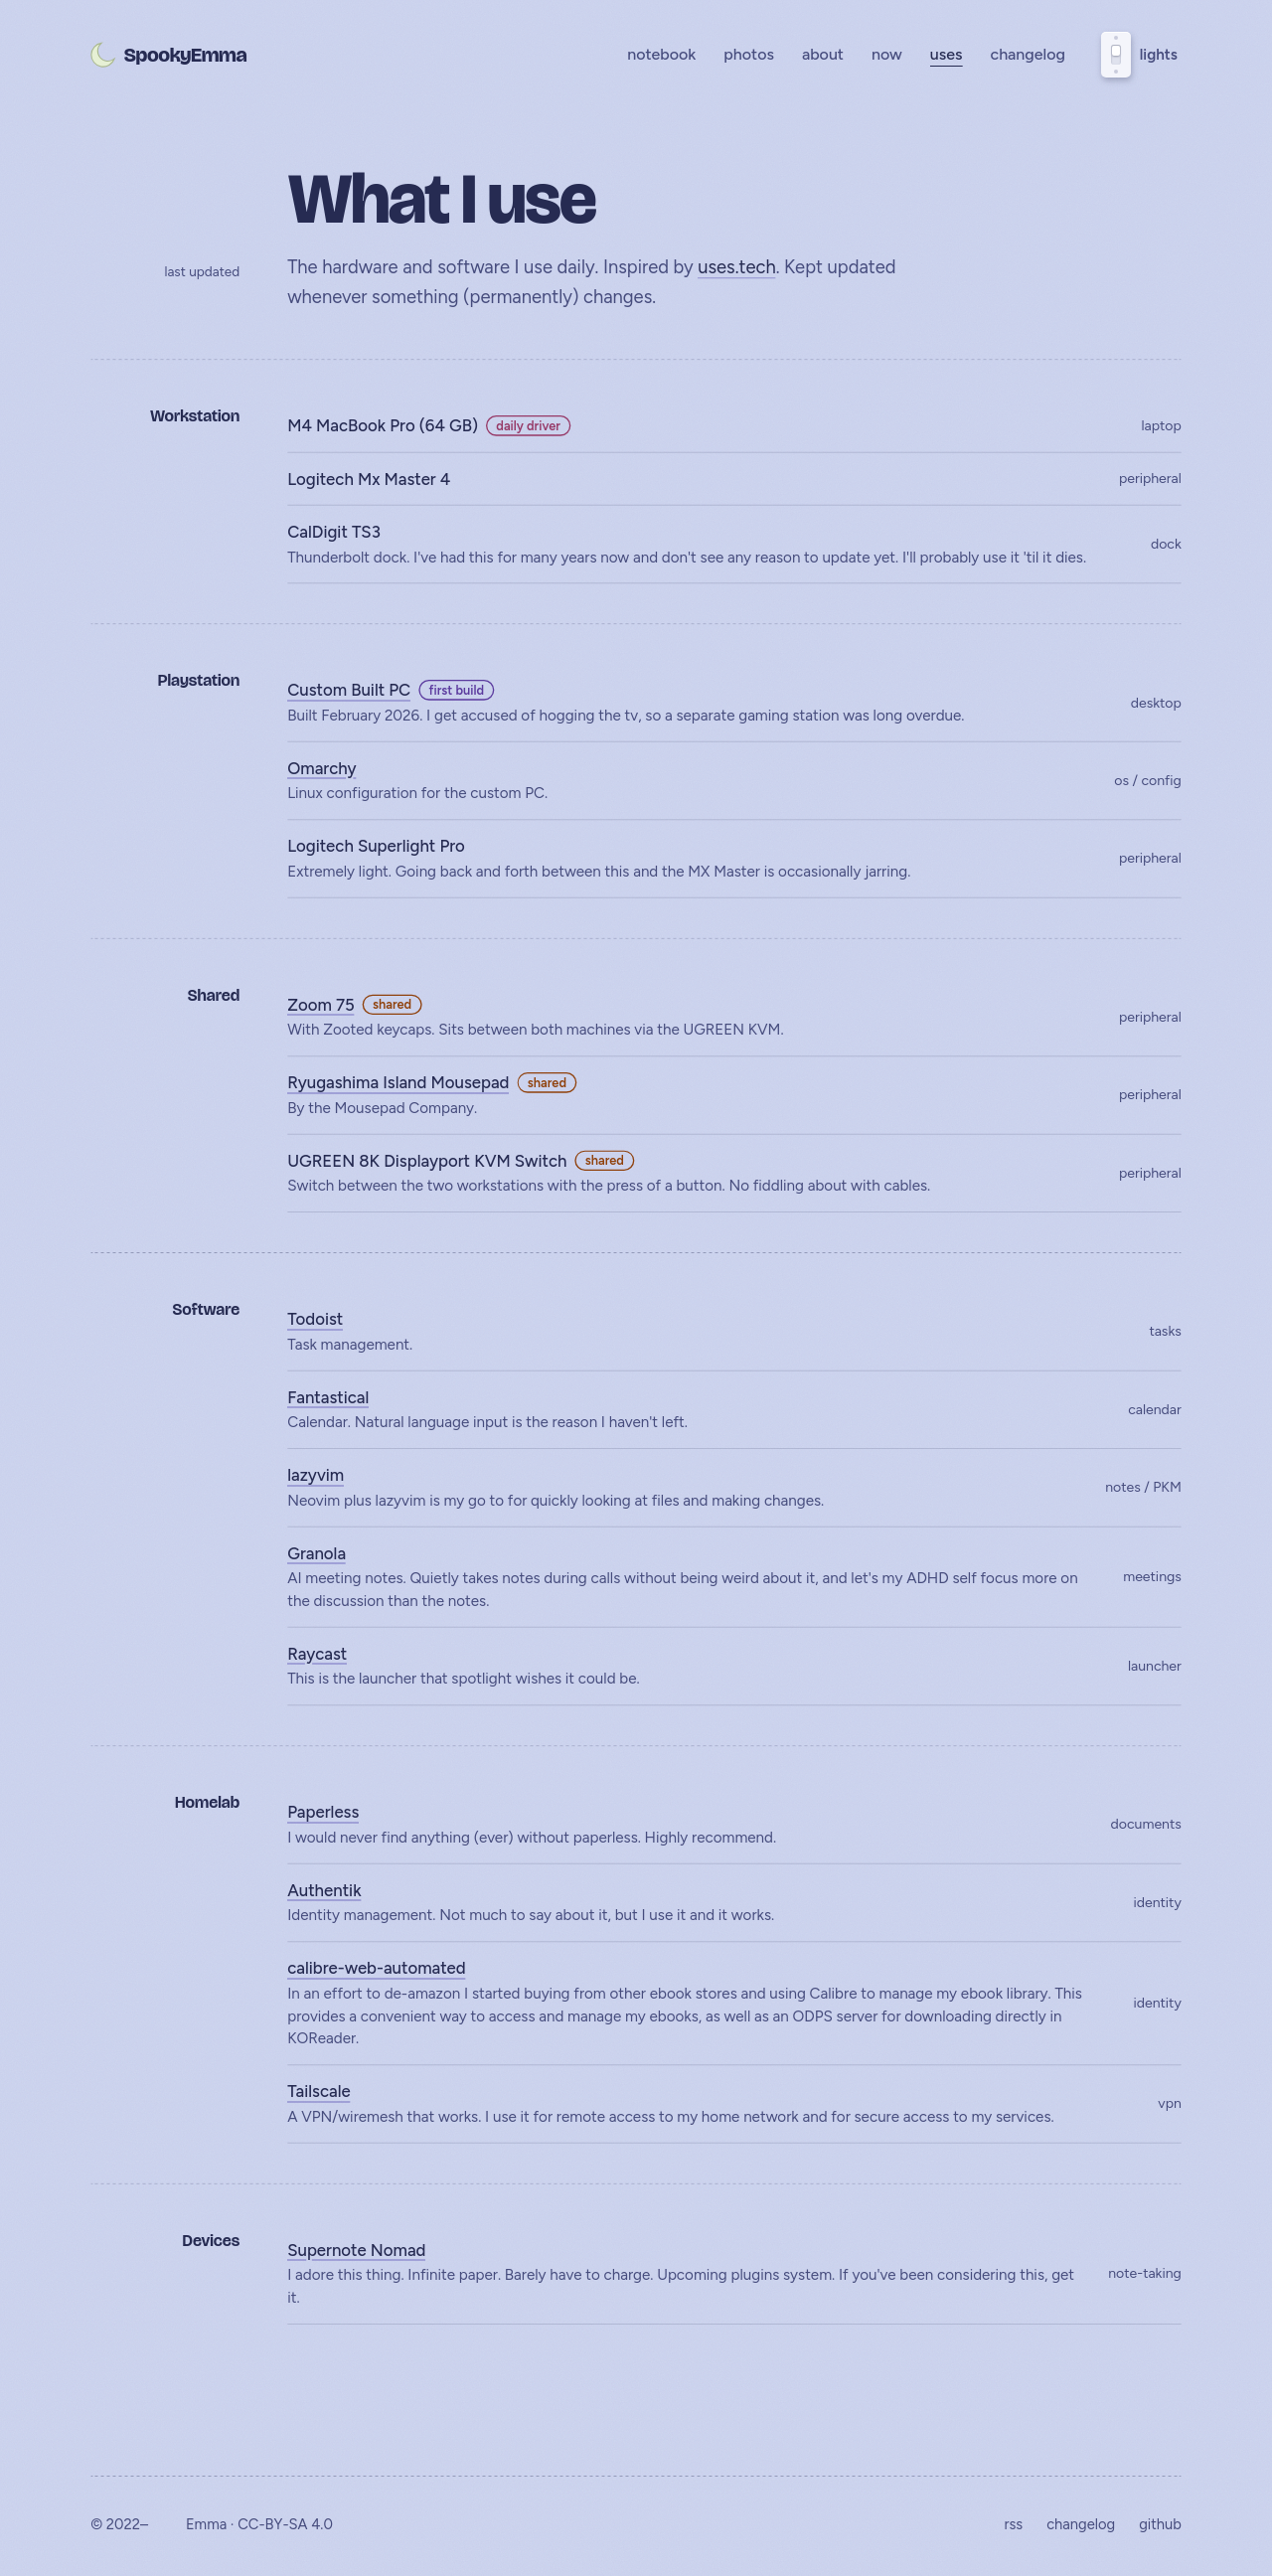 SpookyEmma
notebook photos about now uses changelog lights
What I use
last updated
The hardware and software I use daily. Inspired by uses.tech. Kept updated
whenever something (permanently) changes.
Workstation
M4 MacBook Pro (64 GB) daily driver laptop
Logitech Mx Master 4 peripheral
CalDigit TS3
Thunderbolt dock. I've had this for many years now and don't see any reason to update yet. I'll probably use it 'til it dies.
dock
Playstation
Custom Built PC first build
Built February 2026. I get accused of hogging the tv, so a separate gaming station was long overdue.
desktop
Omarchy
Linux configuration for the custom PC.
os / config
Logitech Superlight Pro
Extremely light. Going back and forth between this and the MX Master is occasionally jarring.
peripheral
Shared
Zoom 75 shared
With Zooted keycaps. Sits between both machines via the UGREEN KVM.
peripheral
Ryugashima Island Mousepad shared
By the Mousepad Company.
peripheral
UGREEN 8K Displayport KVM Switch shared
Switch between the two workstations with the press of a button. No fiddling about with cables.
peripheral
Software
Todoist
Task management.
tasks
Fantastical
Calendar. Natural language input is the reason I haven't left.
calendar
lazyvim
Neovim plus lazyvim is my go to for quickly looking at files and making changes.
notes / PKM
Granola
AI meeting notes. Quietly takes notes during calls without being weird about it, and let's my ADHD self focus more on
the discussion than the notes.
meetings
Raycast
This is the launcher that spotlight wishes it could be.
launcher
Homelab
Paperless
I would never find anything (ever) without paperless. Highly recommend.
documents
Authentik
Identity management. Not much to say about it, but I use it and it works.
identity
calibre-web-automated
In an effort to de-amazon I started buying from other ebook stores and using Calibre to manage my ebook library. This
provides a convenient way to access and manage my ebooks, as well as an ODPS server for downloading directly in
KOReader.
identity
Tailscale
A VPN/wiremesh that works. I use it for remote access to my home network and for secure access to my services.
vpn
Devices
Supernote Nomad
I adore this thing. Infinite paper. Barely have to charge. Upcoming plugins system. If you've been considering this, get
it.
note-taking
© 2022– Emma · CC-BY-SA 4.0
rss changelog github